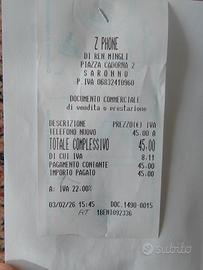 Z PHONE
DI REN MINGLI
PIAZZA CADORNA 2
SARONNO
P.IVA 06832410960
DOCUMENTO COMMERCIALE
di vendita o prestazione
DESCRIZIONE PREZZO(€) IVA
TELEFONO NUOVO 45.00 A
TOTALE COMPLESSIVO 45.00
DI CUI IVA 8.11
PAGAMENTO CONTANTE 45.00
IMPORTO PAGATO 45.00
A: IVA 22.00%
03/02/26 15:45 DOC.1490-0015
RT 18ENT092336
subito